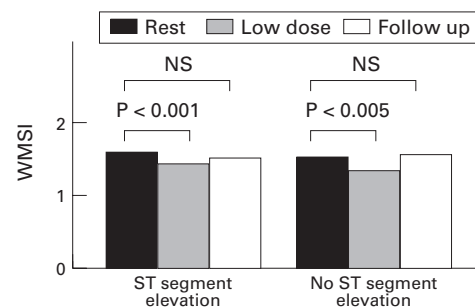 Rest Low dose Follow up
NS NS
P < 0.001 P < 0.005
WMSI
2
1
0
ST segment
elevation
No ST segment
elevation